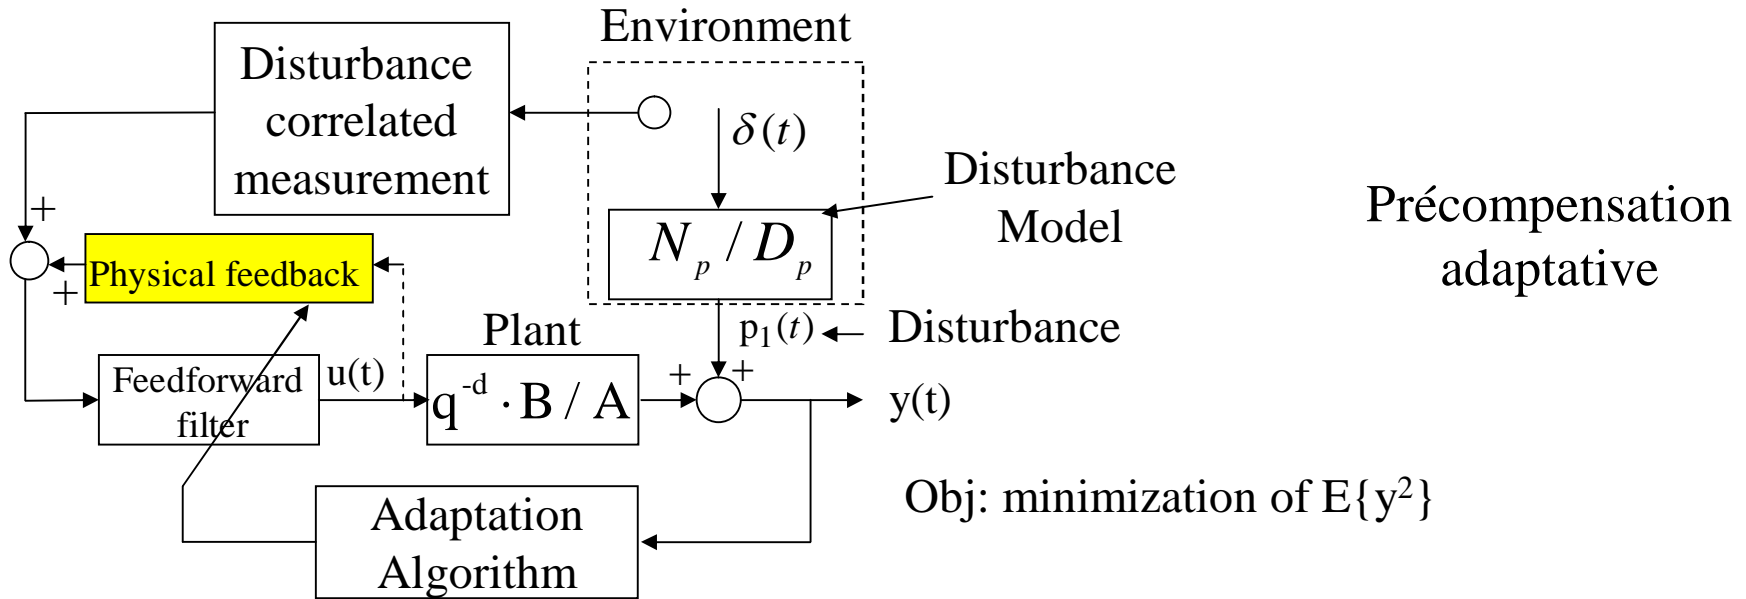 Environment
Disturbance
correlated
measurement
δ(t)
Disturbance
Model
Précompensation
adaptative
+
N_p / D_p
Physical feedback
+
Plant
p₁(t)
Disturbance
Feedforward
filter
u(t)
q^{-d} · B / A
+
+
y(t)
Obj: minimization of E{y²}
Adaptation
Algorithm